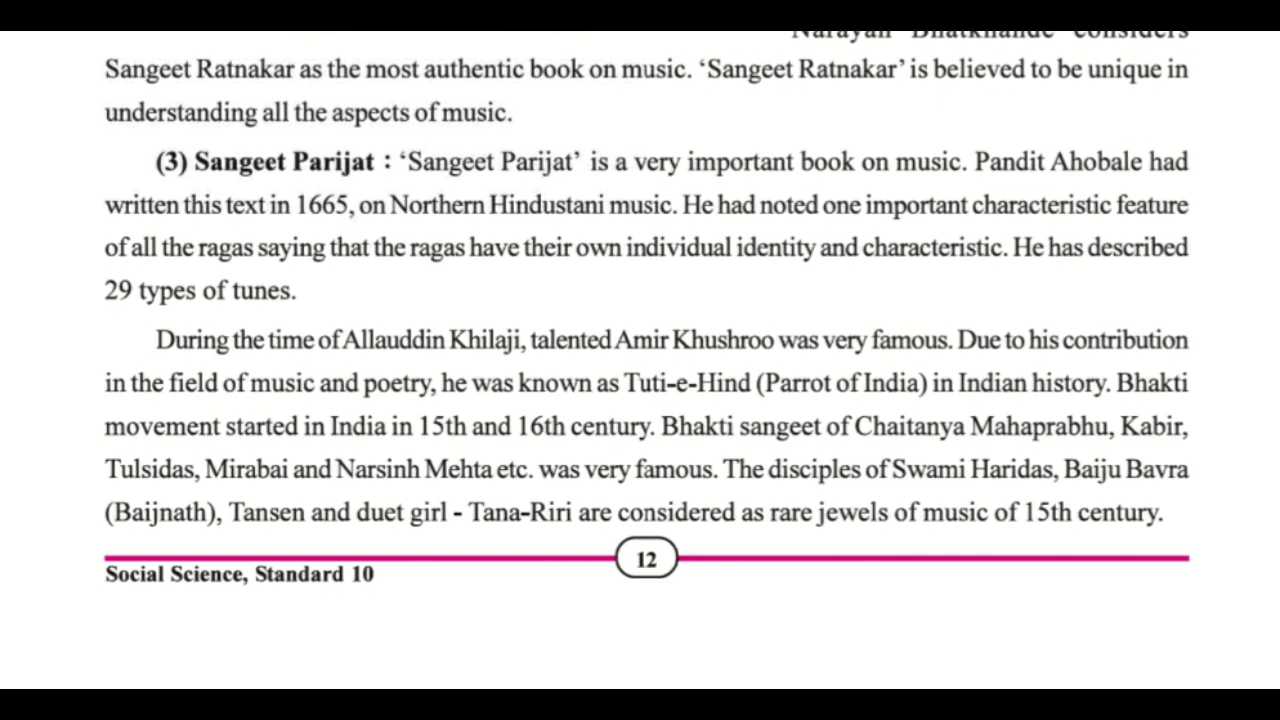 Narayan Bhatkhande considers
Sangeet Ratnakar as the most authentic book on music. ‘Sangeet Ratnakar’ is believed to be unique in
understanding all the aspects of music.
(3) Sangeet Parijat : ‘Sangeet Parijat’ is a very important book on music. Pandit Ahobale had
written this text in 1665, on Northern Hindustani music. He had noted one important characteristic feature
of all the ragas saying that the ragas have their own individual identity and characteristic. He has described
29 types of tunes.
During the time of Allauddin Khilaji, talented Amir Khushroo was very famous. Due to his contribution
in the field of music and poetry, he was known as Tuti-e-Hind (Parrot of India) in Indian history. Bhakti
movement started in India in 15th and 16th century. Bhakti sangeet of Chaitanya Mahaprabhu, Kabir,
Tulsidas, Mirabai and Narsinh Mehta etc. was very famous. The disciples of Swami Haridas, Baiju Bavra
(Baijnath), Tansen and duet girl - Tana-Riri are considered as rare jewels of music of 15th century.
12
Social Science, Standard 10